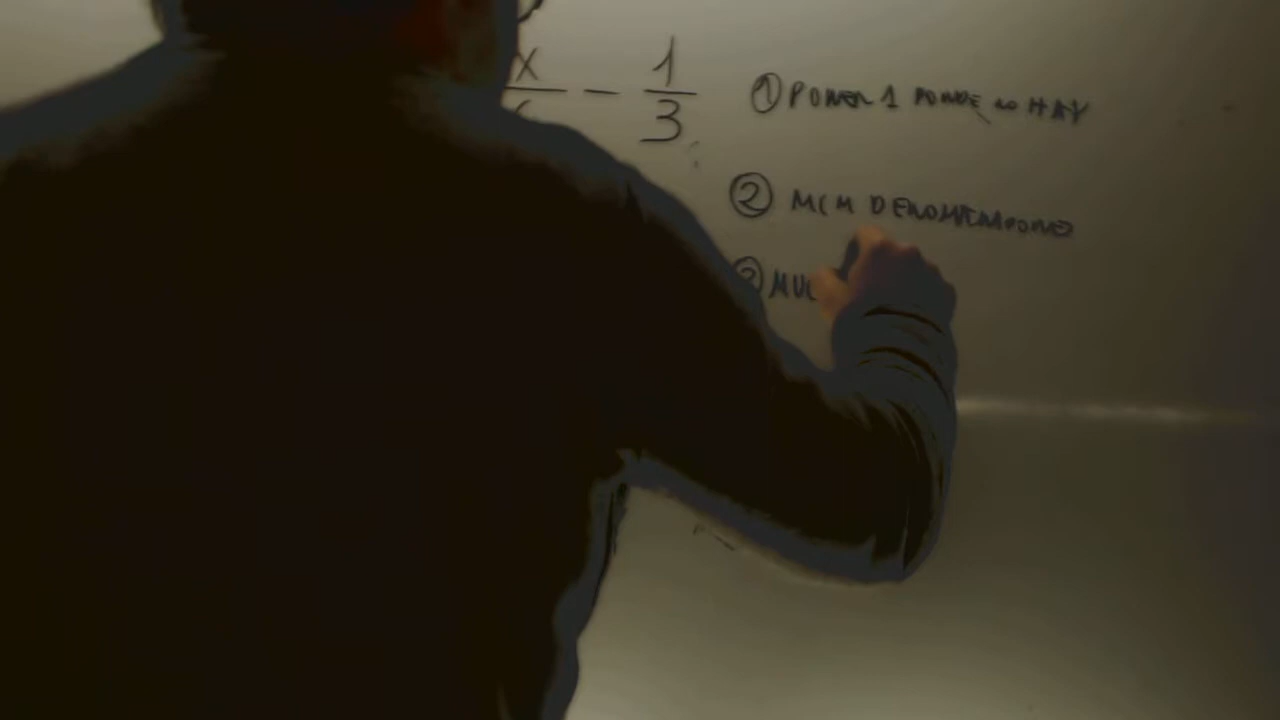 x/6 - 1/3
① PONER 1 DONDE NO HAY
② MCM DENOMINADORES
③ MUL